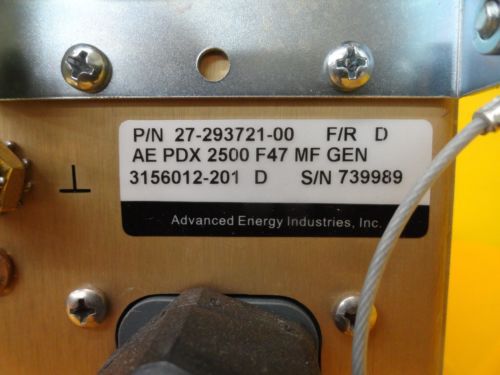 P/N 27-293721-00 F/R D
AE PDX 2500 F47 MF GEN
3156012-201 D S/N 739989
Advanced Energy Industries, Inc.